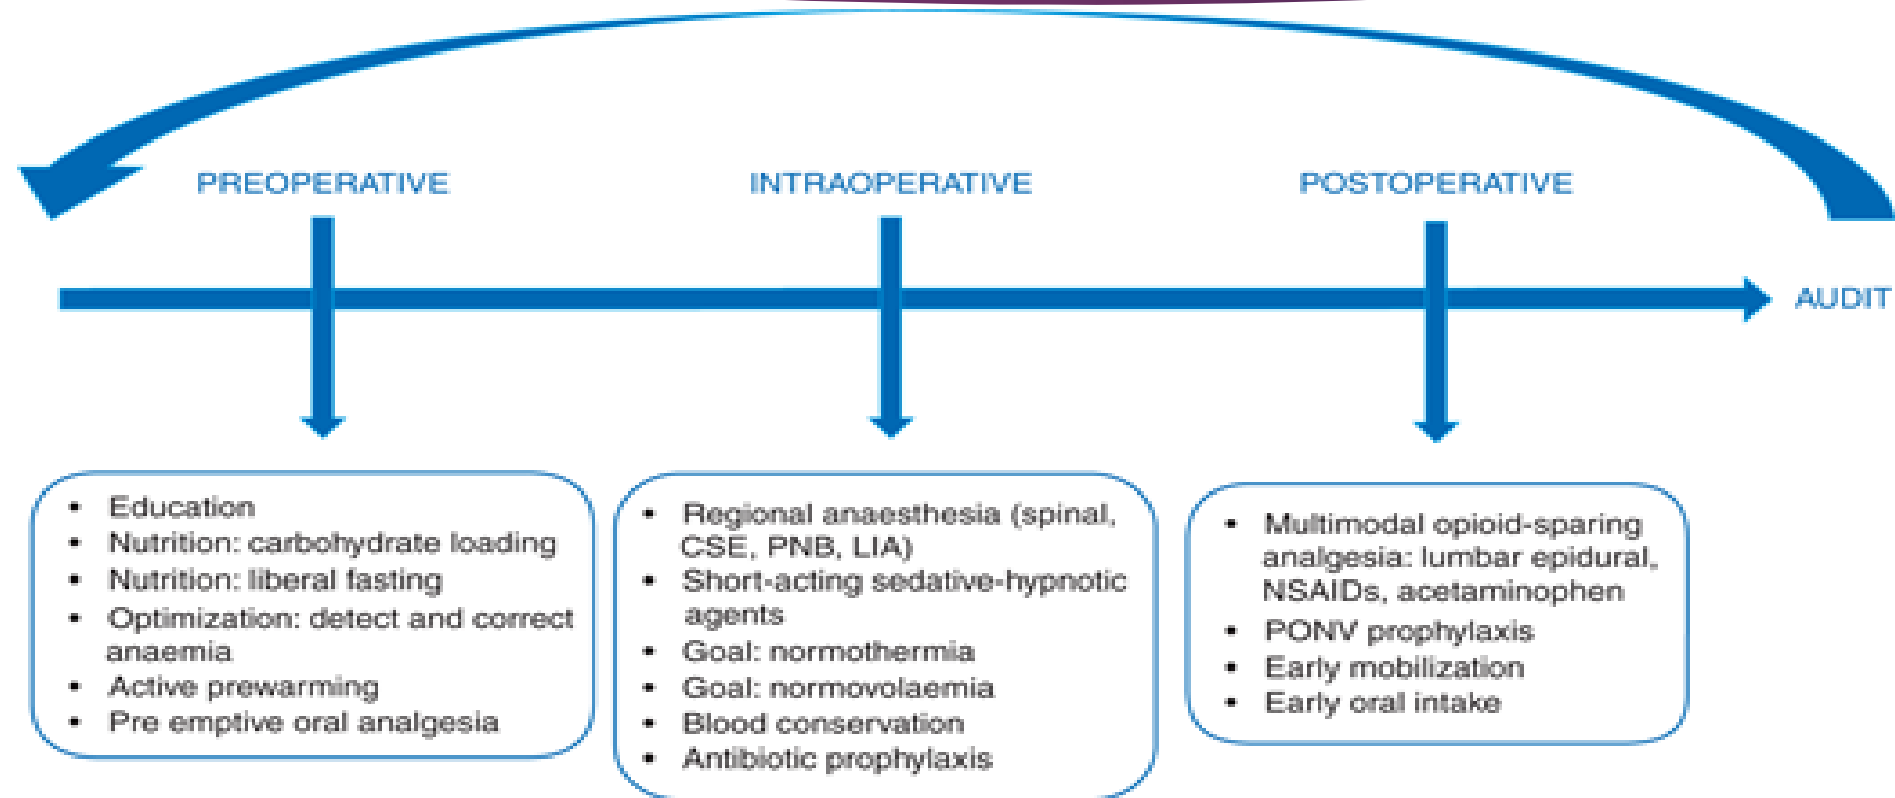 PREOPERATIVE
INTRAOPERATIVE
POSTOPERATIVE
AUDIT
• Education
• Nutrition: carbohydrate loading
• Nutrition: liberal fasting
• Optimization: detect and correct
anaemia
• Active prewarming
• Pre emptive oral analgesia
• Regional anaesthesia (spinal,
CSE, PNB, LIA)
• Short-acting sedative-hypnotic
agents
• Goal: normothermia
• Goal: normovolaemia
• Blood conservation
• Antibiotic prophylaxis
• Multimodal opioid-sparing
analgesia: lumbar epidural,
NSAIDs, acetaminophen
• PONV prophylaxis
• Early mobilization
• Early oral intake